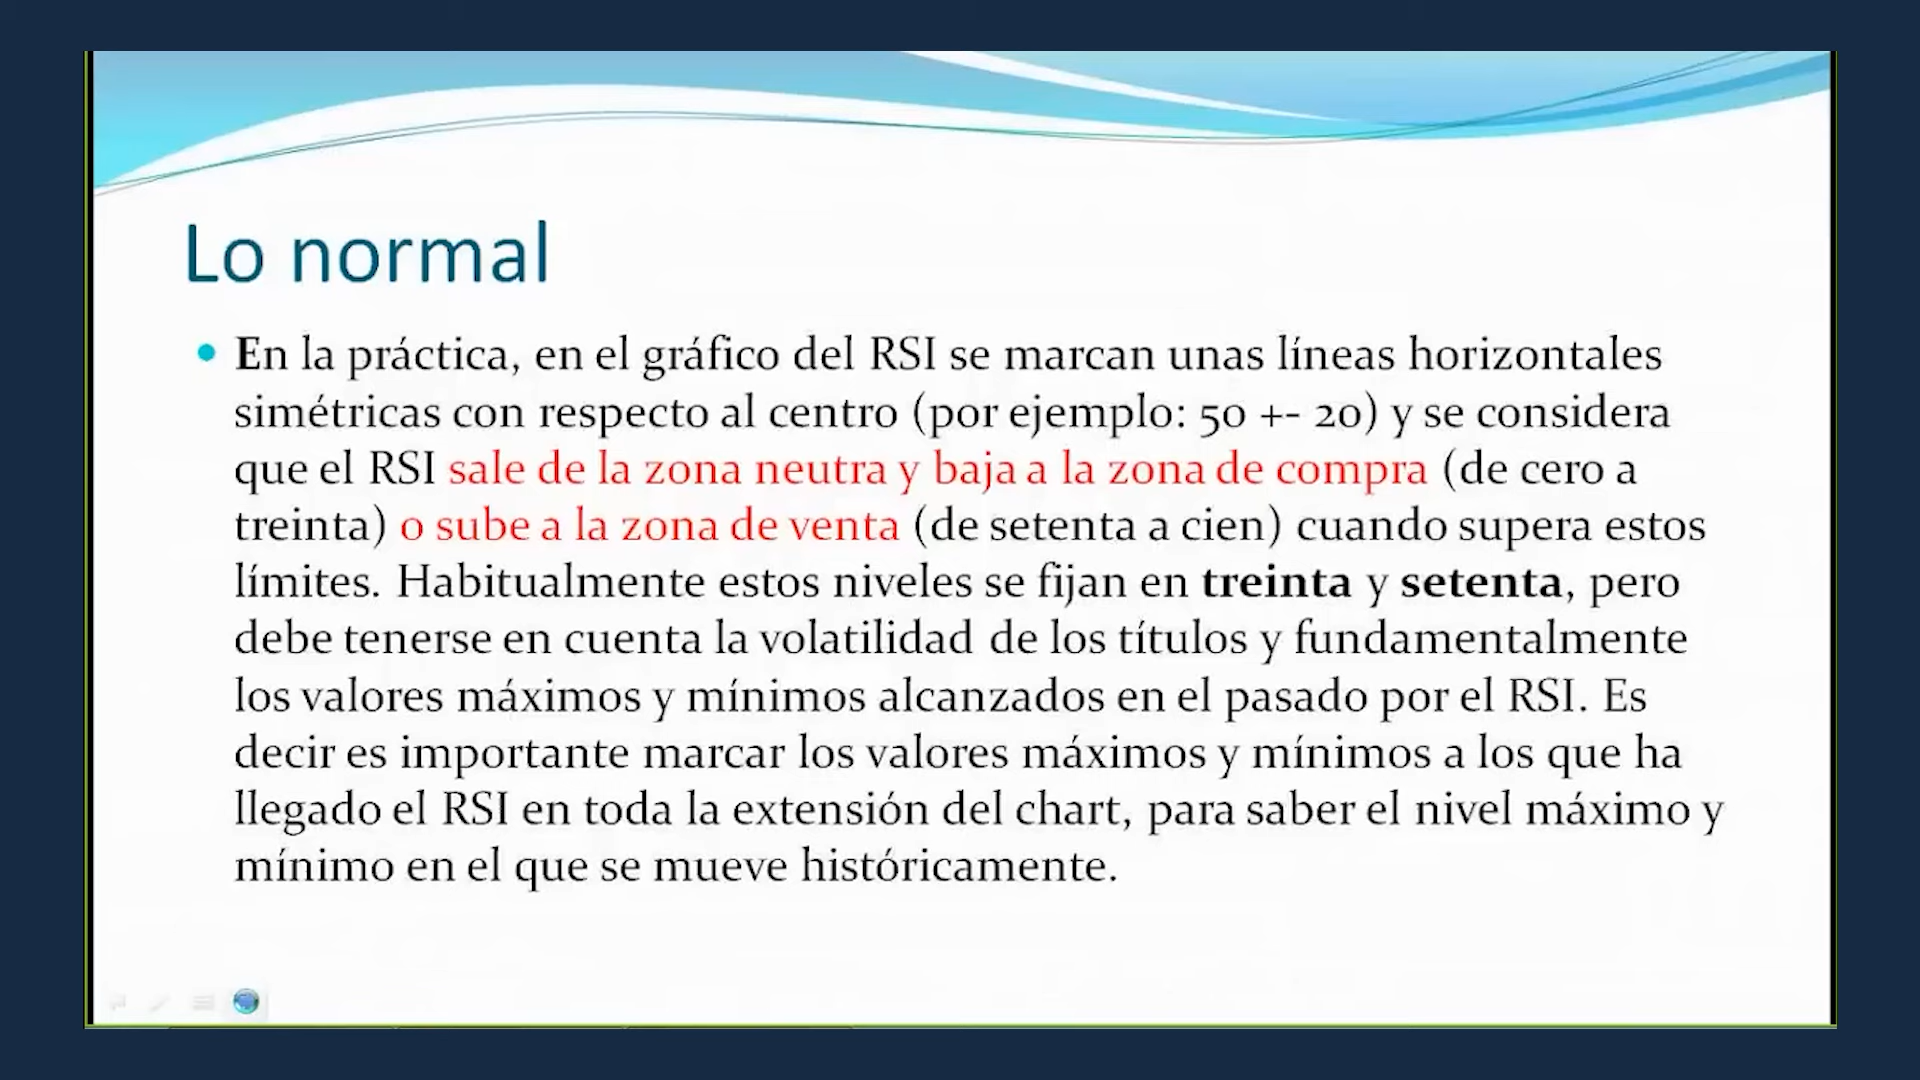 Lo normal
En la práctica, en el gráfico del RSI se marcan unas líneas horizontales
simétricas con respecto al centro (por ejemplo: 50 +- 20) y se considera
que el RSI sale de la zona neutra y baja a la zona de compra (de cero a
treinta) o sube a la zona de venta (de setenta a cien) cuando supera estos
límites. Habitualmente estos niveles se fijan en treinta y setenta, pero
debe tenerse en cuenta la volatilidad de los títulos y fundamentalmente
los valores máximos y mínimos alcanzados en el pasado por el RSI. Es
decir es importante marcar los valores máximos y mínimos a los que ha
llegado el RSI en toda la extensión del chart, para saber el nivel máximo y
mínimo en el que se mueve históricamente.